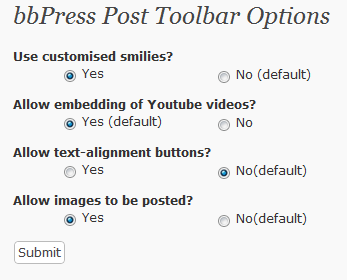 bbPress Post Toolbar Options
Use customised smilies?
Yes No (default)
Allow embedding of Youtube videos?
Yes (default) No
Allow text-alignment buttons?
Yes No(default)
Allow images to be posted?
Yes No(default)
Submit